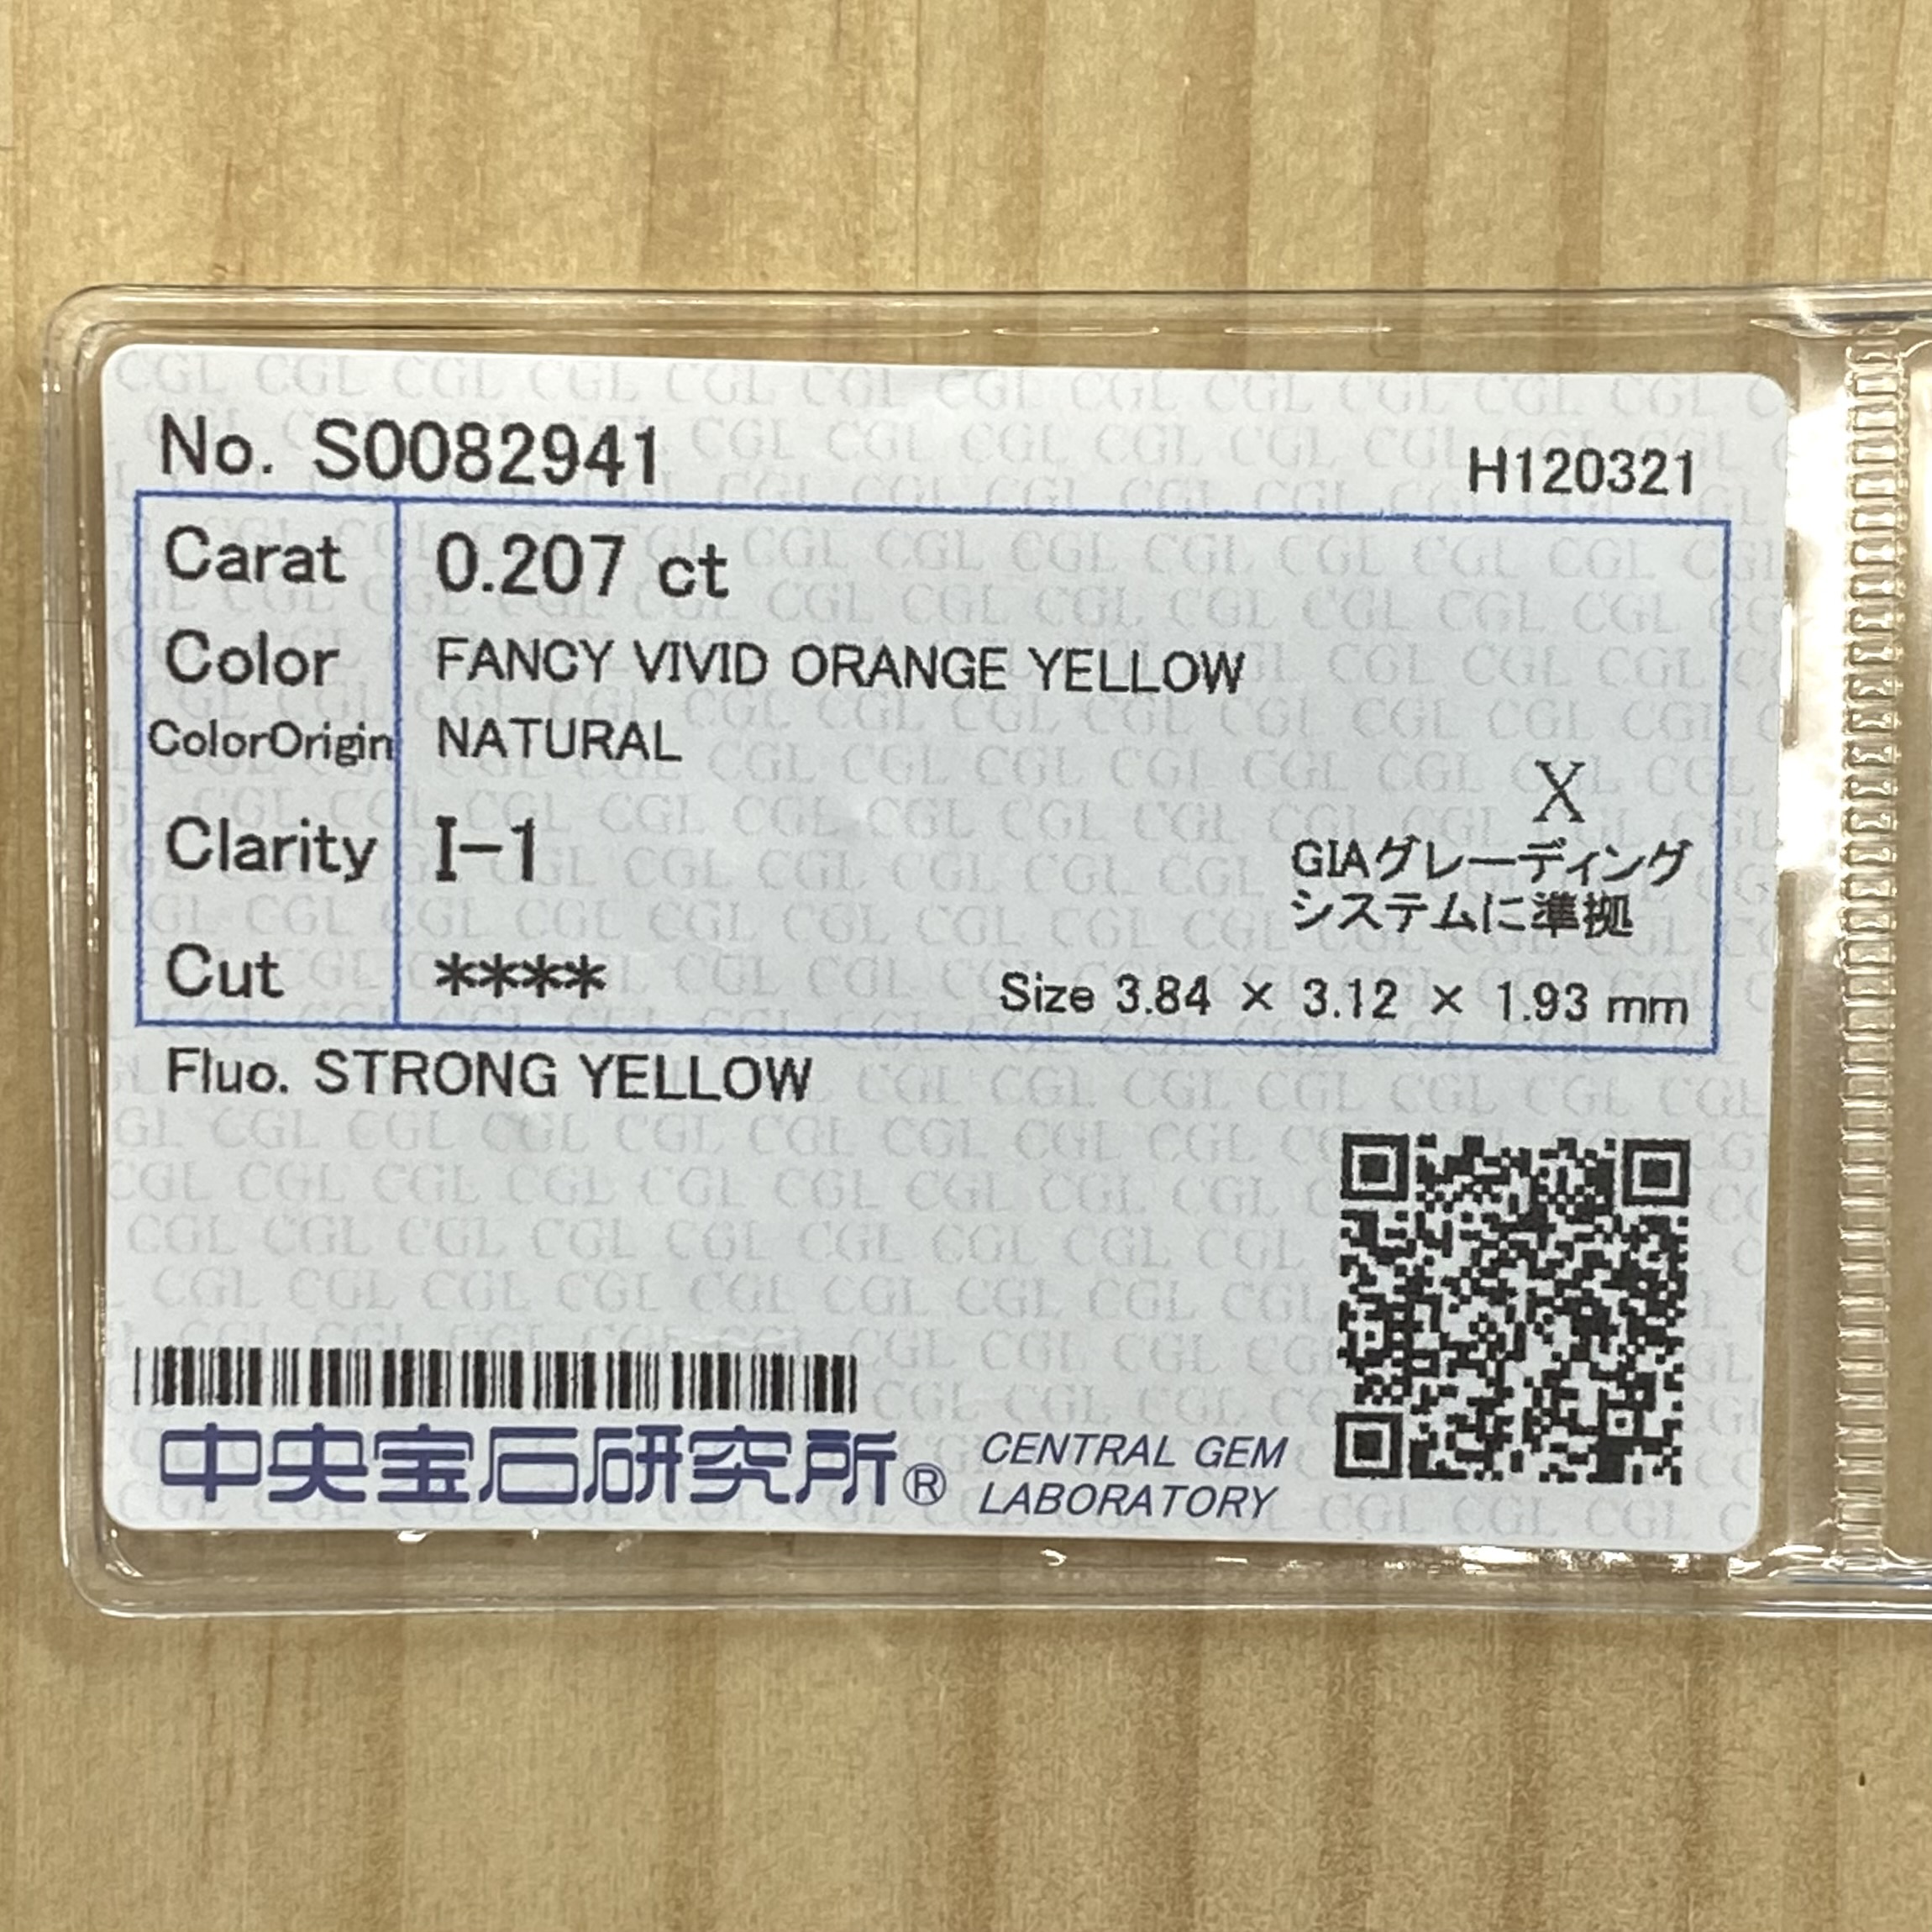 No. S0082941
H120321
Carat 0.207 ct
Color FANCY VIVID ORANGE YELLOW
ColorOrigin NATURAL
X
Clarity I-1
GIAグレーディング
システムに準拠
Cut ****
Size 3.84 × 3.12 × 1.93 mm
Fluo. STRONG YELLOW
中央宝石研究所® CENTRAL GEM
LABORATORY